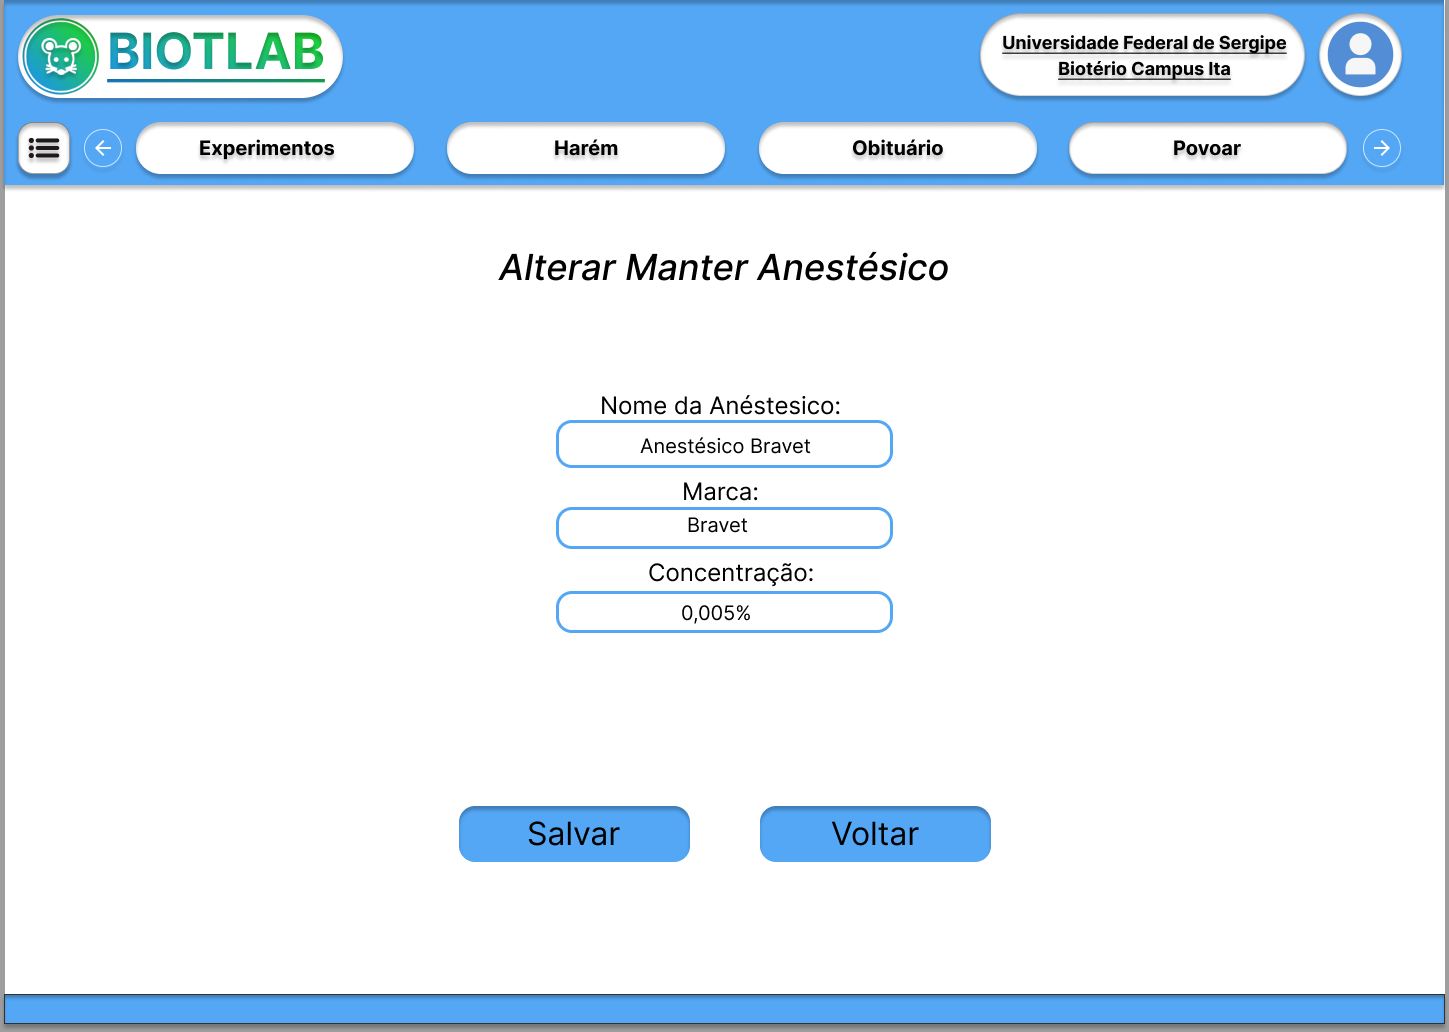 BIOTLAB
Universidade Federal de Sergipe
Biotério Campus Ita
Experimentos
Harém
Obituário
Povoar
Alterar Manter Anestésico
Nome da Anéstesico:
Anestésico Bravet
Marca:
Bravet
Concentração:
0,005%
Salvar
Voltar